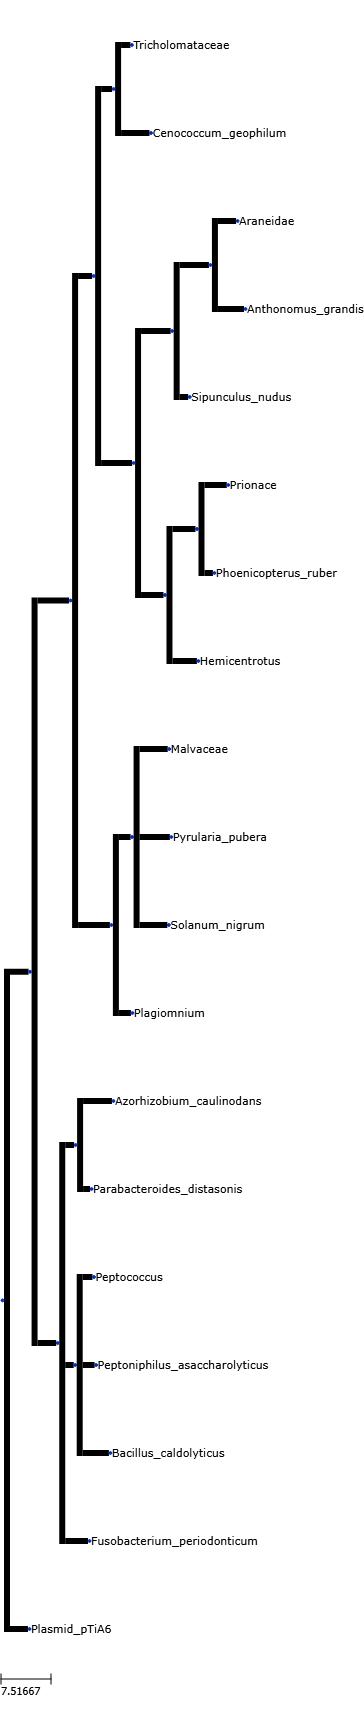 Tricholomataceae
Cenococcum_geophilum
Araneidae
Anthonomus_grandis
Sipunculus_nudus
Prionace
Phoenicopterus_ruber
Hemicentrotus
Malvaceae
Pyrularia_pubera
Solanum_nigrum
Plagiomnium
Azorhizobium_caulinodans
Parabacteroides_distasonis
Peptococcus
Peptoniphilus_asaccharolyticus
Bacillus_caldolyticus
Fusobacterium_periodonticum
Plasmid_pTiA6
7.51667